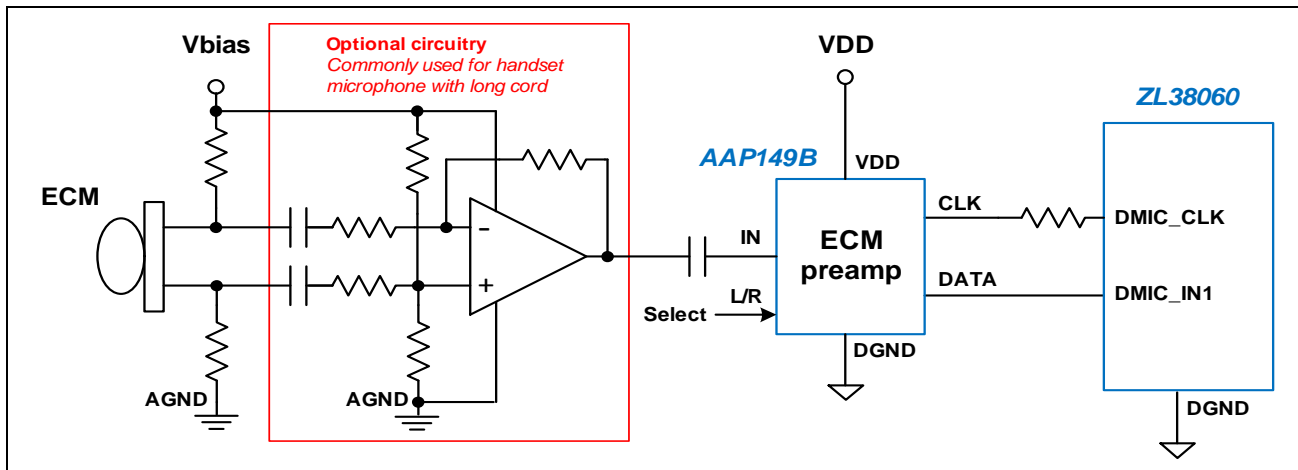 Vbias
Optional circuitry
Commonly used for handset
microphone with long cord
VDD
ZL38060
AAP149B
VDD
ECM
CLK
DMIC_CLK
IN
ECM
preamp
L/R
Select
DATA
DMIC_IN1
DGND
AGND
AGND
DGND
-
+